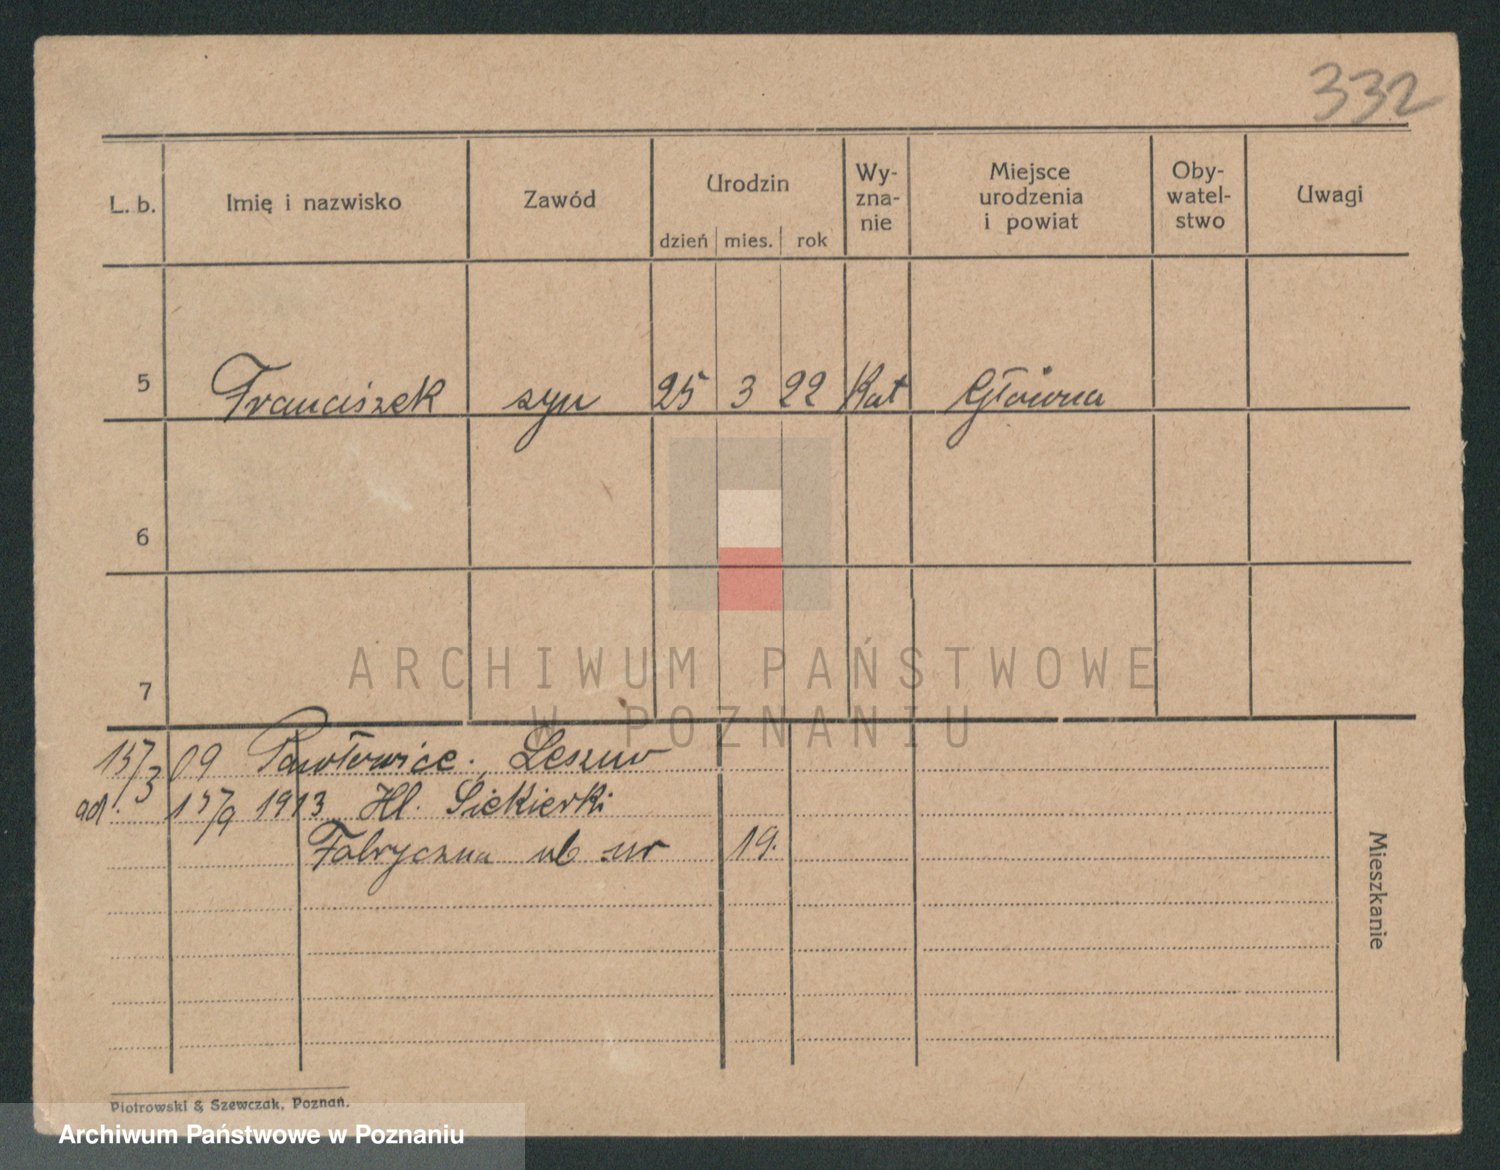 332
L. b. Imię i nazwisko Zawód Urodzin Wy-zna-nie Miejsce urodzenia i powiat Oby-watel-stwo Uwagi
dzień mies. rok
5 Franciszek syn 25 3 22 Kat Główna
6
7
15/3 09 Pawłowice. Leszno
od 15/9 1913 Hl. Siekierki
Fabryczna ul nr 19.
Mieszkanie
Piotrowski & Szewczak, Poznań.
ARCHIWUM PAŃSTWOWE
W POZNANIU
Archiwum Państwowe w Poznaniu